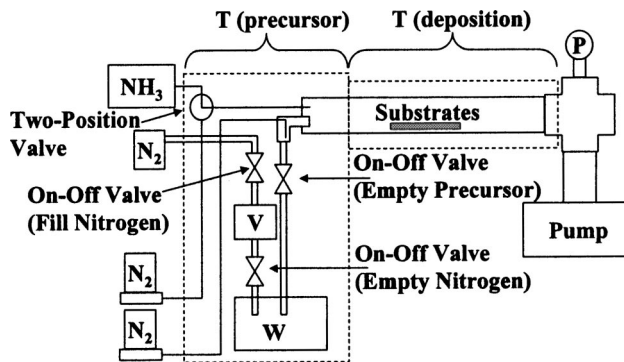 T (precursor)
T (deposition)
P
NH₃
Substrates
Two-Position
Valve
N₂
On-Off Valve
(Empty Precursor)
On-Off Valve
(Fill Nitrogen)
V
Pump
On-Off Valve
(Empty Nitrogen)
N₂
W
N₂